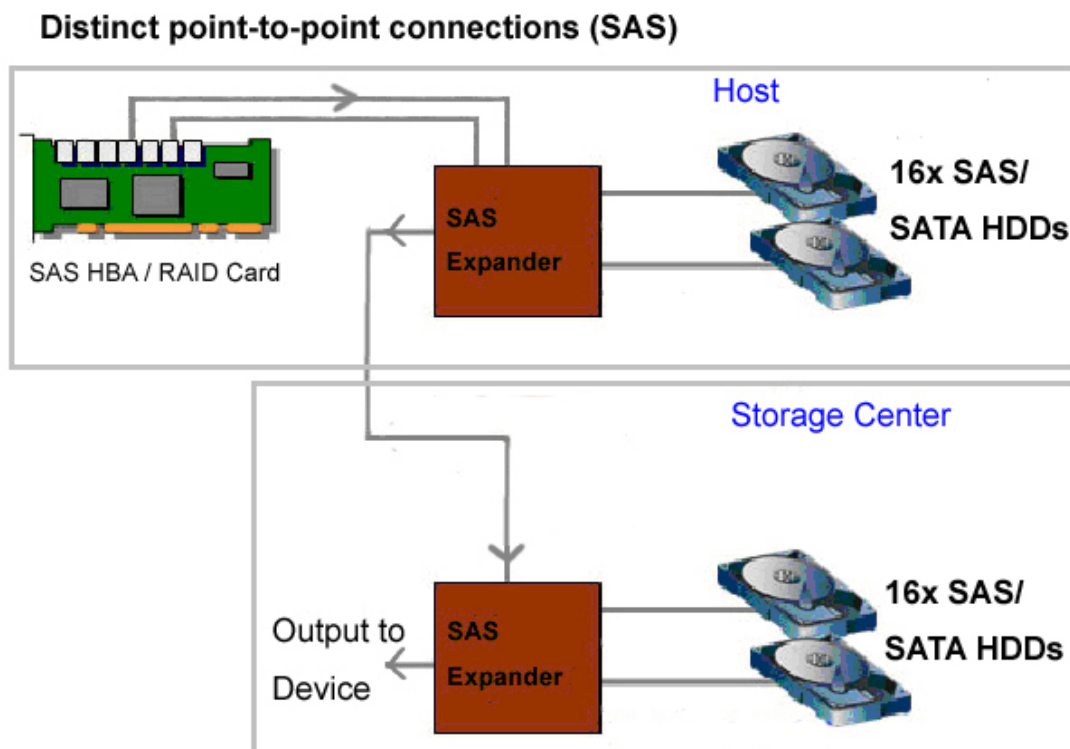 Distinct point-to-point connections (SAS)
Host
SAS HBA / RAID Card
SAS
Expander
16x SAS/
SATA HDDs
Storage Center
Output to
Device
SAS
Expander
16x SAS/
SATA HDDs